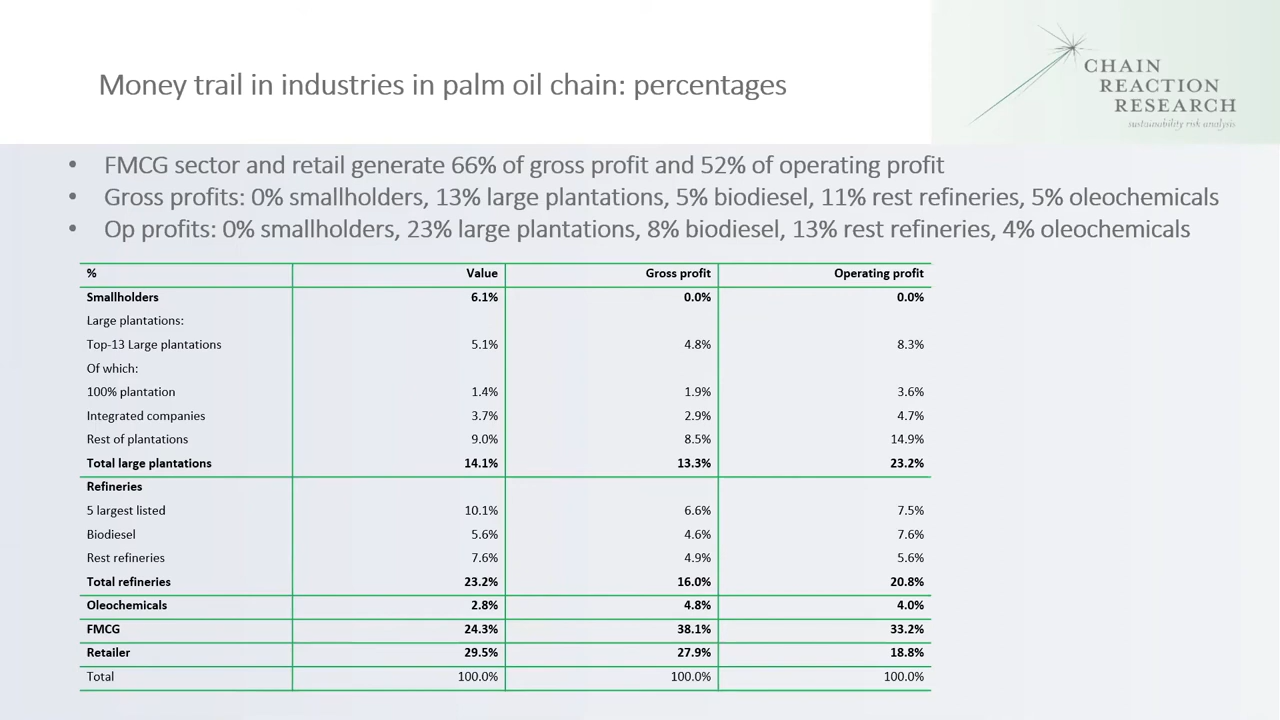 Money trail in industries in palm oil chain: percentages
CHAIN
REACTION
RESEARCH
sustainability risk analysis
• FMCG sector and retail generate 66% of gross profit and 52% of operating profit
• Gross profits: 0% smallholders, 13% large plantations, 5% biodiesel, 11% rest refineries, 5% oleochemicals
• Op profits: 0% smallholders, 23% large plantations, 8% biodiesel, 13% rest refineries, 4% oleochemicals
% Value Gross profit Operating profit
Smallholders 6.1% 0.0% 0.0%
Large plantations:
Top-13 Large plantations 5.1% 4.8% 8.3%
Of which:
100% plantation 1.4% 1.9% 3.6%
Integrated companies 3.7% 2.9% 4.7%
Rest of plantations 9.0% 8.5% 14.9%
Total large plantations 14.1% 13.3% 23.2%
Refineries
5 largest listed 10.1% 6.6% 7.5%
Biodiesel 5.6% 4.6% 7.6%
Rest refineries 7.6% 4.9% 5.6%
Total refineries 23.2% 16.0% 20.8%
Oleochemicals 2.8% 4.8% 4.0%
FMCG 24.3% 38.1% 33.2%
Retailer 29.5% 27.9% 18.8%
Total 100.0% 100.0% 100.0%